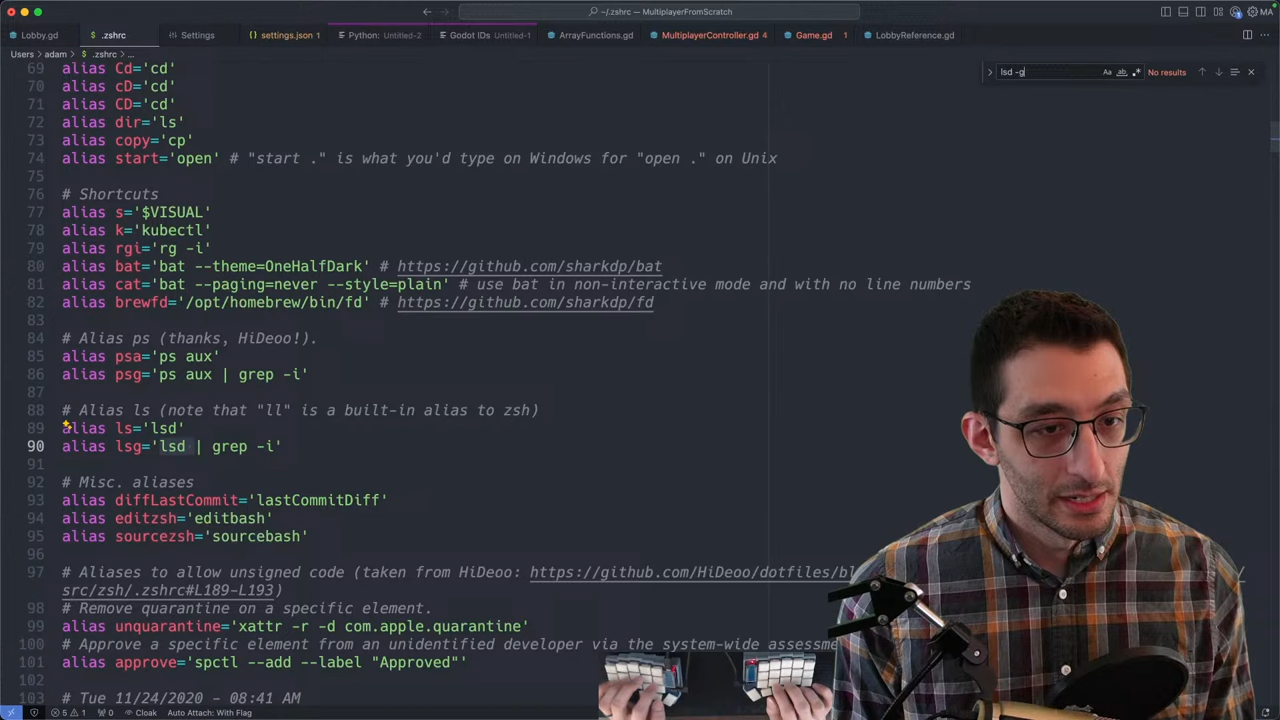 ~/.zshrc — MultiplayerFromScratch
MA
Lobby.gd
.zshrc
Settings
settings.json 1
Python: Untitled-2
Godot IDs Untitled-1
ArrayFunctions.gd
MultiplayerController.gd 4
Game.gd 1
LobbyReference.gd
Users > adam > .zshrc > ...
lsd -g
Aa
ab
No results
69 alias Cd='cd'
70 alias cD='cd'
71 alias CD='cd'
72 alias dir='ls'
73 alias copy='cp'
74 alias start='open' # "start ." is what you'd type on Windows for "open ." on Unix
75
76 # Shortcuts
77 alias s='$VISUAL'
78 alias k='kubectl'
79 alias rgi='rg -i'
80 alias bat='bat --theme=OneHalfDark' # https://github.com/sharkdp/bat
81 alias cat='bat --paging=never --style=plain' # use bat in non-interactive mode and with no line numbers
82 alias brewfd='/opt/homebrew/bin/fd' # https://github.com/sharkdp/fd
83
84 # Alias ps (thanks, HiDeoo!).
85 alias psa='ps aux'
86 alias psg='ps aux | grep -i'
87
88 # Alias ls (note that "ll" is a built-in alias to zsh)
89 alias ls='lsd'
90 alias lsg='lsd | grep -i'
91
92 # Misc. aliases
93 alias diffLastCommit='lastCommitDiff'
94 alias editzsh='editbash'
95 alias sourcezsh='sourcebash'
96
97 # Aliases to allow unsigned code (taken from HiDeoo: https://github.com/HiDeoo/dotfiles/bl
src/zsh/.zshrc#L189-L193)
98 # Remove quarantine on a specific element.
99 alias unquarantine='xattr -r -d com.apple.quarantine'
100 # Approve a specific element from an unidentified developer via the system-wide assessm
101 alias approve='spctl --add --label "Approved"'
102
103 # Tue 11/24/2020 - 08:41 AM
5 1 0 Cloak Auto Attach: With Flag